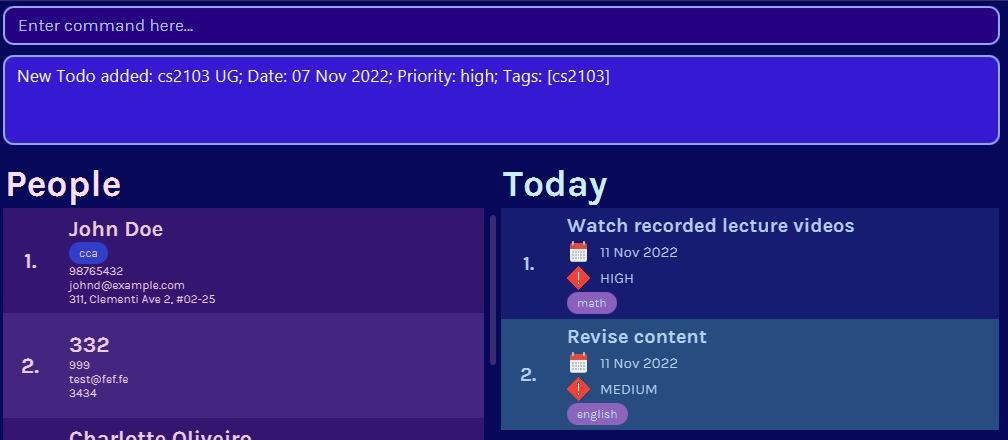 Enter command here...
New Todo added: cs2103 UG; Date: 07 Nov 2022; Priority: high; Tags: [cs2103]
People
1.
John Doe
cca
98765432
johnd@example.com
311, Clementi Ave 2, #02-25
2.
332
999
test@fef.fe
3434
Charlotte Oliveiro
Today
1.
Watch recorded lecture videos
11 Nov 2022
HIGH
math
2.
Revise content
11 Nov 2022
MEDIUM
english